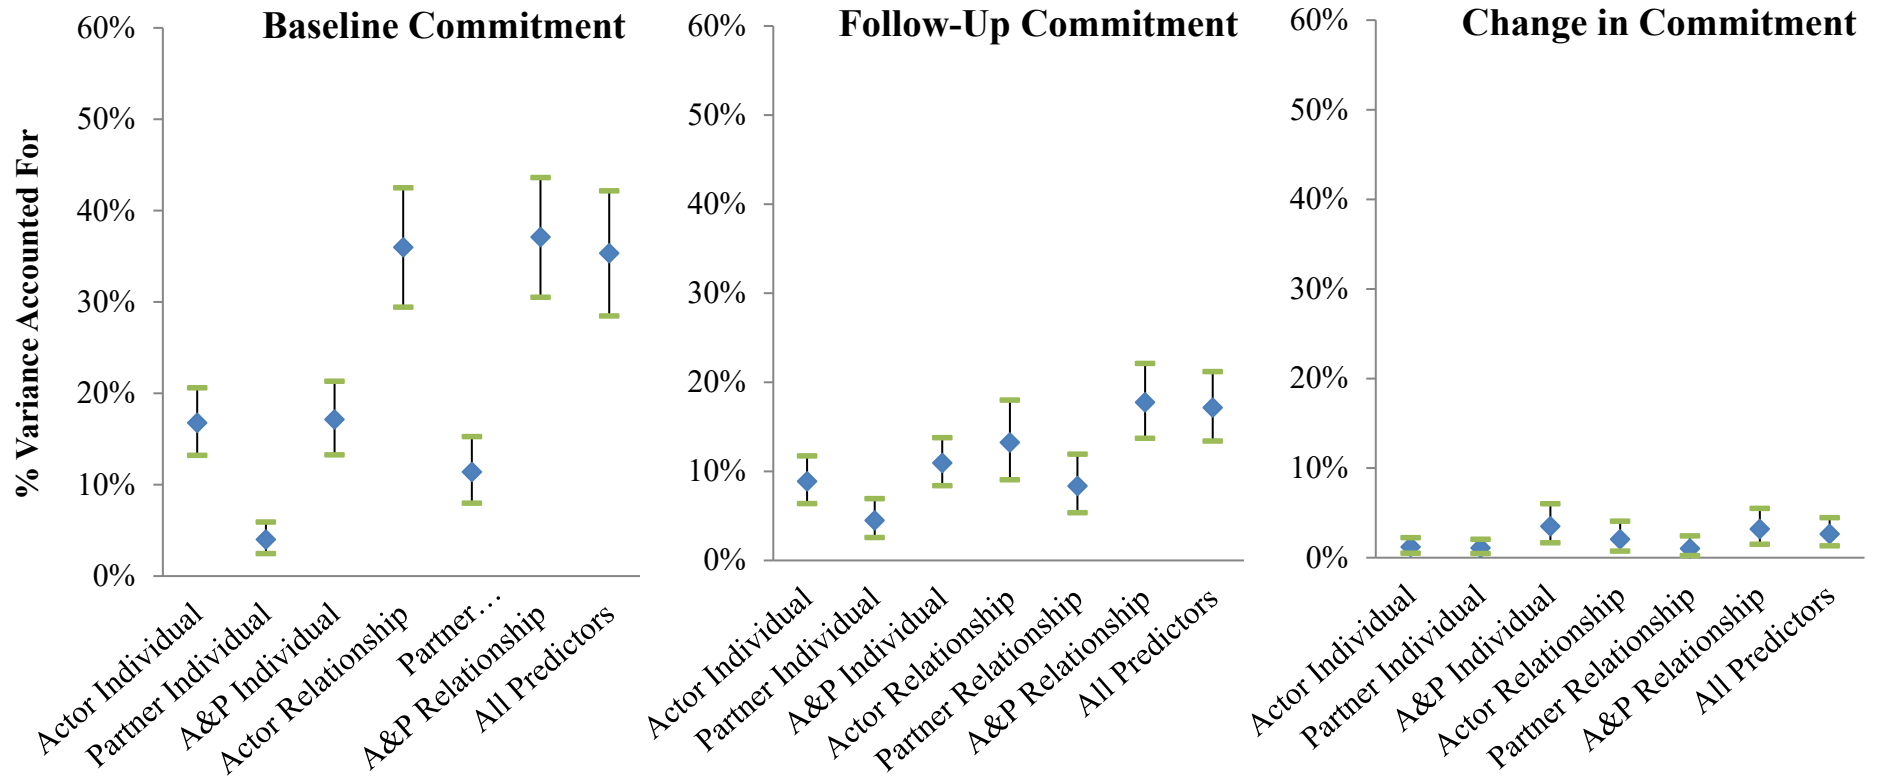 % Variance Accounted For
Baseline Commitment
60%
50%
40%
30%
20%
10%
0%
Actor Individual
Partner Individual
A&P Individual
Actor Relationship
Partner…
A&P Relationship
All Predictors
Follow-Up Commitment
60%
50%
40%
30%
20%
10%
0%
Actor Individual
Partner Individual
A&P Individual
Actor Relationship
Partner Relationship
A&P Relationship
All Predictors
Change in Commitment
60%
50%
40%
30%
20%
10%
0%
Actor Individual
Partner Individual
A&P Individual
Actor Relationship
Partner Relationship
A&P Relationship
All Predictors